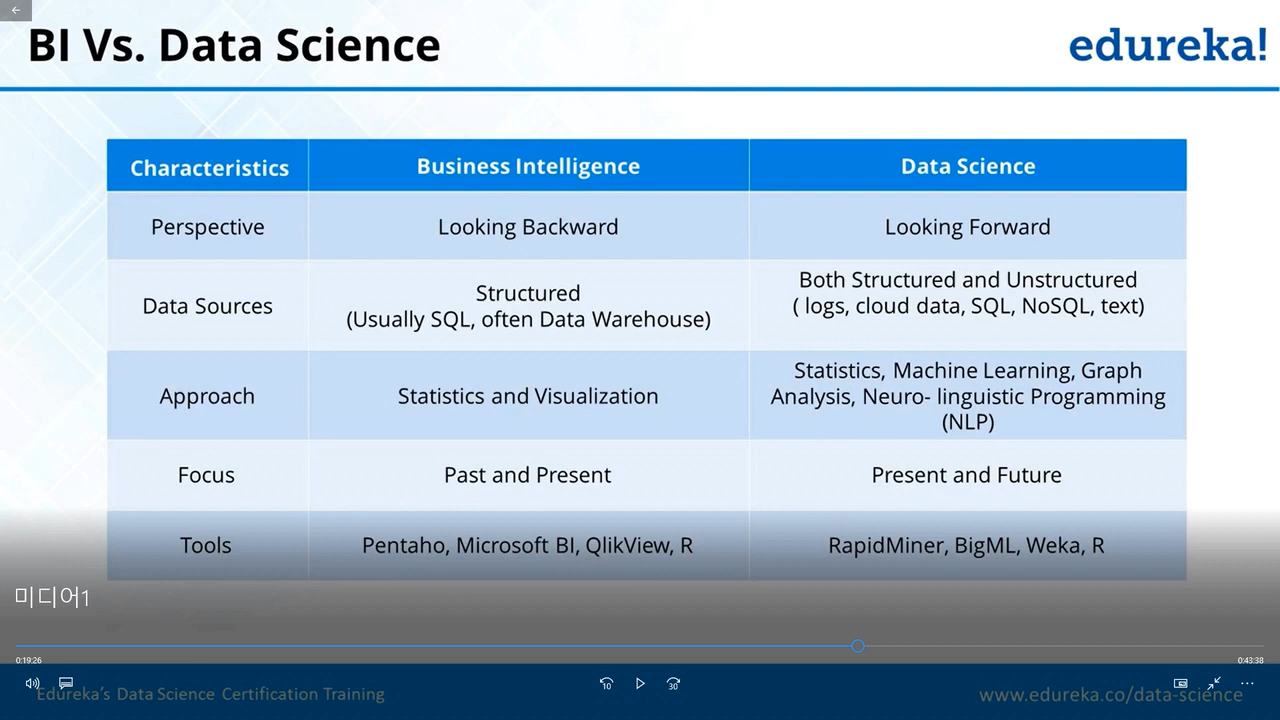 BI Vs. Data Science
edureka!
Characteristics
Business Intelligence
Data Science
Perspective
Looking Backward
Looking Forward
Data Sources
Structured
(Usually SQL, often Data Warehouse)
Both Structured and Unstructured
( logs, cloud data, SQL, NoSQL, text)
Approach
Statistics and Visualization
Statistics, Machine Learning, Graph
Analysis, Neuro- linguistic Programming
(NLP)
Focus
Past and Present
Present and Future
Tools
Pentaho, Microsoft BI, QlikView, R
RapidMiner, BigML, Weka, R
미디어1
0:19:26
0:43:38
Edureka's Data Science Certification Training
10
30
www.edureka.co/data-science